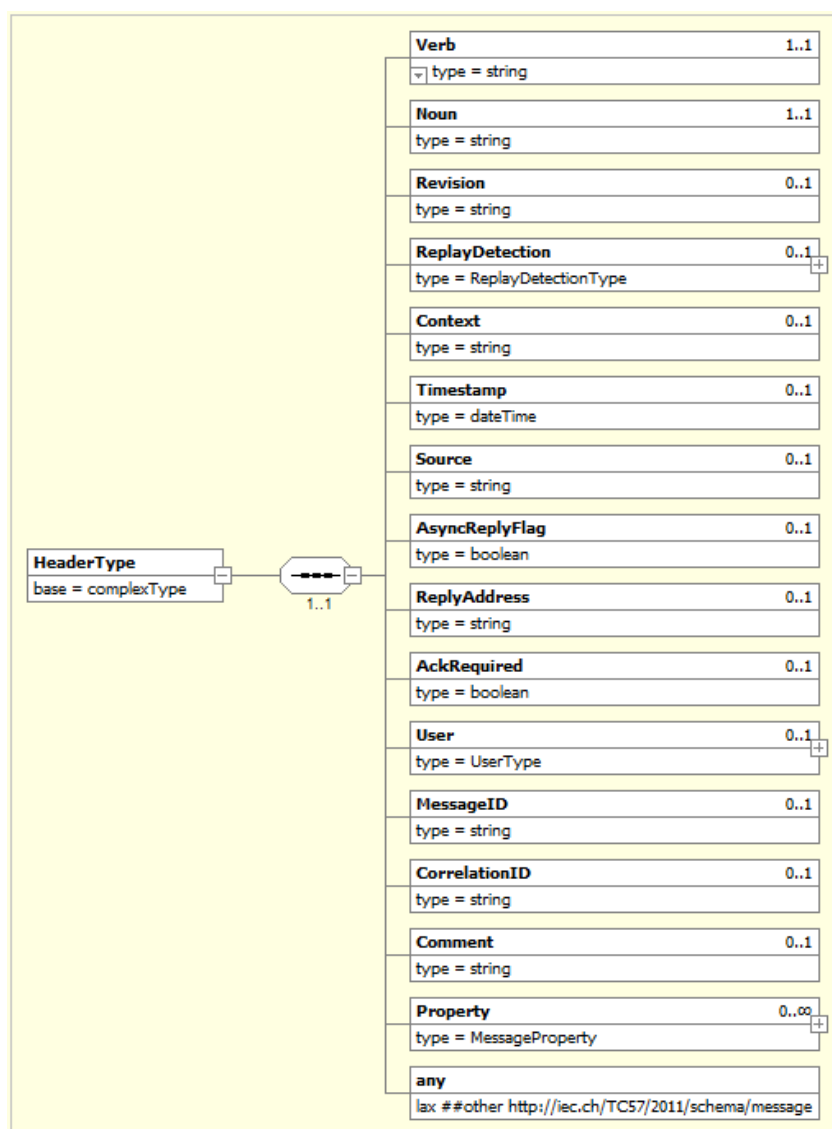 Verb 1..1
type = string
Noun 1..1
type = string
Revision 0..1
type = string
ReplayDetection 0..1
type = ReplayDetectionType
Context 0..1
type = string
Timestamp 0..1
type = dateTime
Source 0..1
type = string
AsyncReplyFlag 0..1
type = boolean
HeaderType
base = complexType
1..1
ReplyAddress 0..1
type = string
AckRequired 0..1
type = boolean
User 0..1
type = UserType
MessageID 0..1
type = string
CorrelationID 0..1
type = string
Comment 0..1
type = string
Property 0..∞
type = MessageProperty
any
lax ##other http://iec.ch/TC57/2011/schema/message